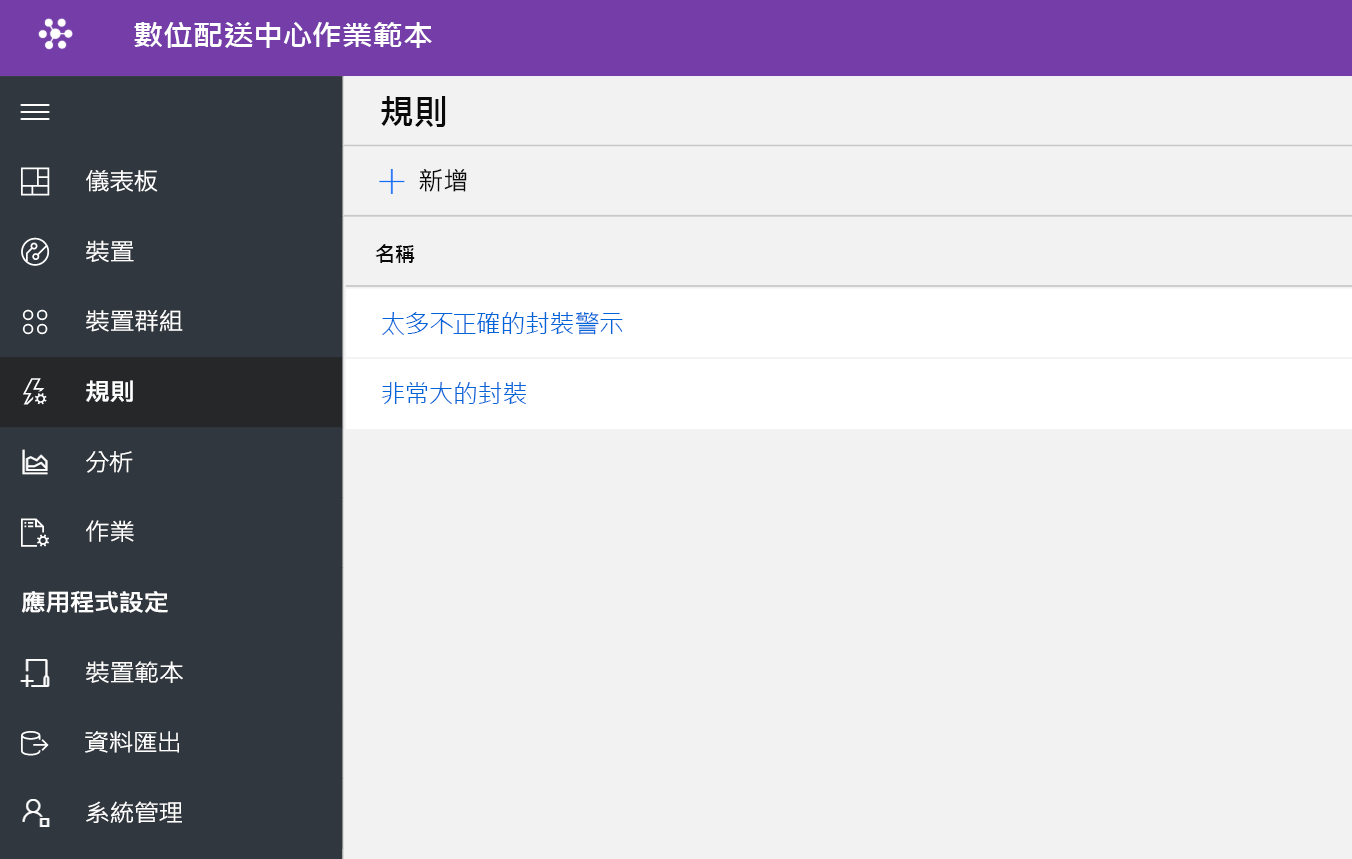 數位配送中心作業範本
儀表板
裝置
裝置群組
規則
分析
作業
應用程式設定
裝置範本
資料匯出
系統管理
規則
新增
名稱
太多不正確的封裝警示
非常大的封裝